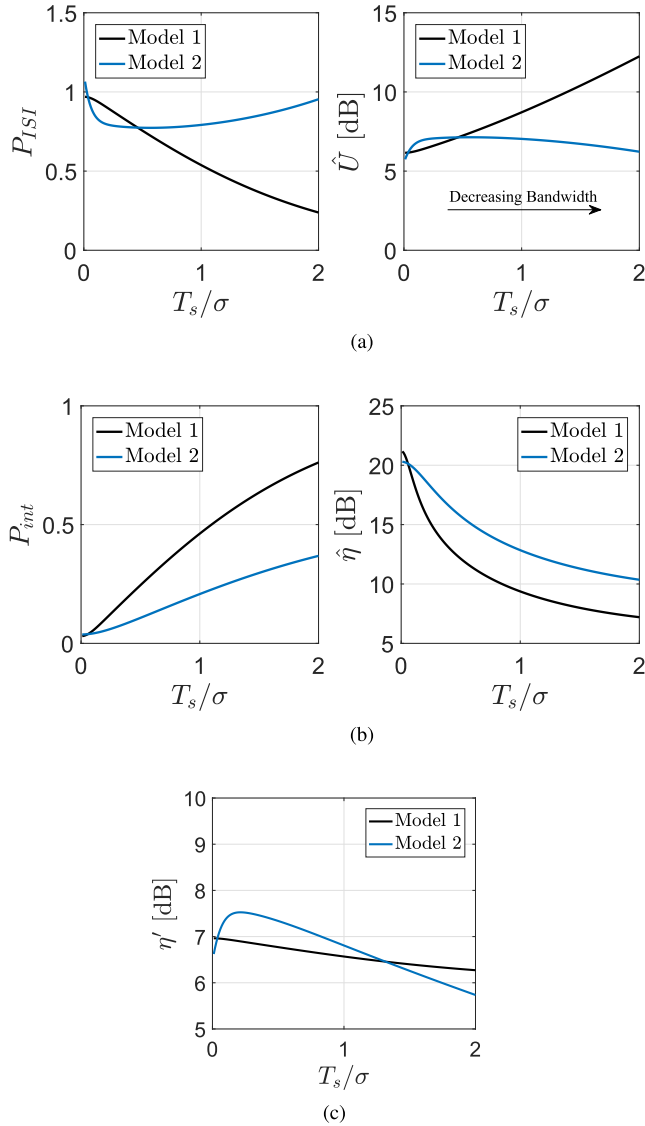 1.5
1
0.5
0
0
1
2
P_{ISI}
T_s/σ
Model 1
Model 2
15
10
5
0
0
1
2
Û [dB]
T_s/σ
Model 1
Model 2
Decreasing Bandwidth
(a)
1
0.5
0
0
1
2
P_{int}
T_s/σ
Model 1
Model 2
25
20
15
10
5
0
1
2
η̂ [dB]
T_s/σ
Model 1
Model 2
(b)
10
9
8
7
6
5
0
1
2
η′ [dB]
T_s/σ
Model 1
Model 2
(c)